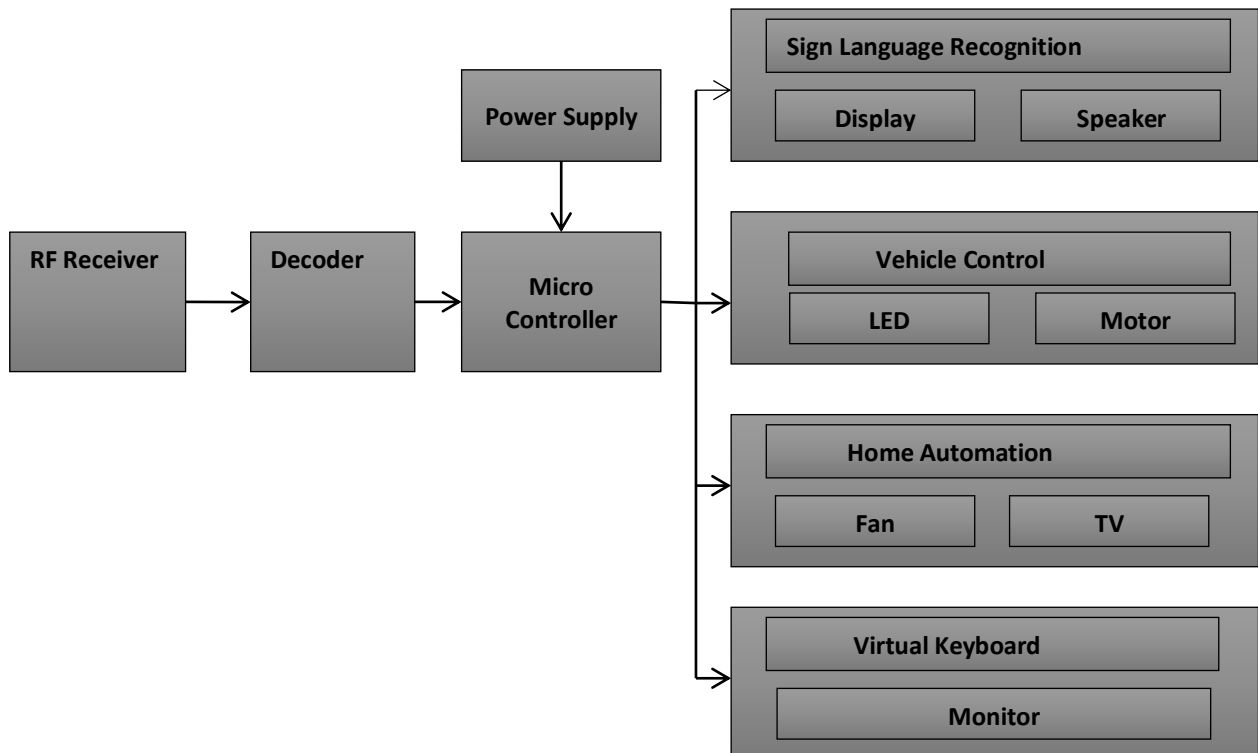 Sign Language Recognition
Display
Speaker
Power Supply
RF Receiver
Decoder
Micro
Controller
Vehicle Control
LED
Motor
Home Automation
Fan
TV
Virtual Keyboard
Monitor